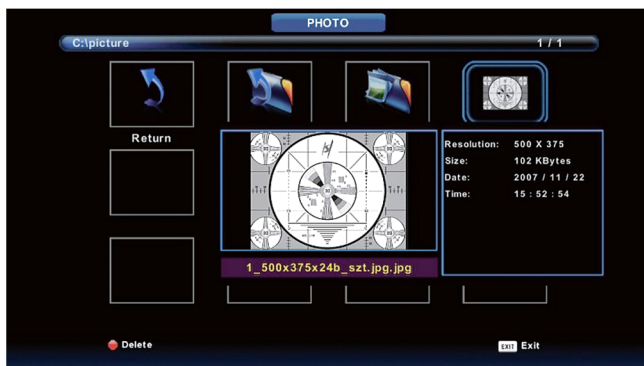 PHOTO
C:\picture
1 / 1
Return
Resolution: 500 X 375
Size: 102 KBytes
Date: 2007 / 11 / 22
Time: 15 : 52 : 54
1_500x375x24b_szt.jpg.jpg
Delete
EXIT Exit